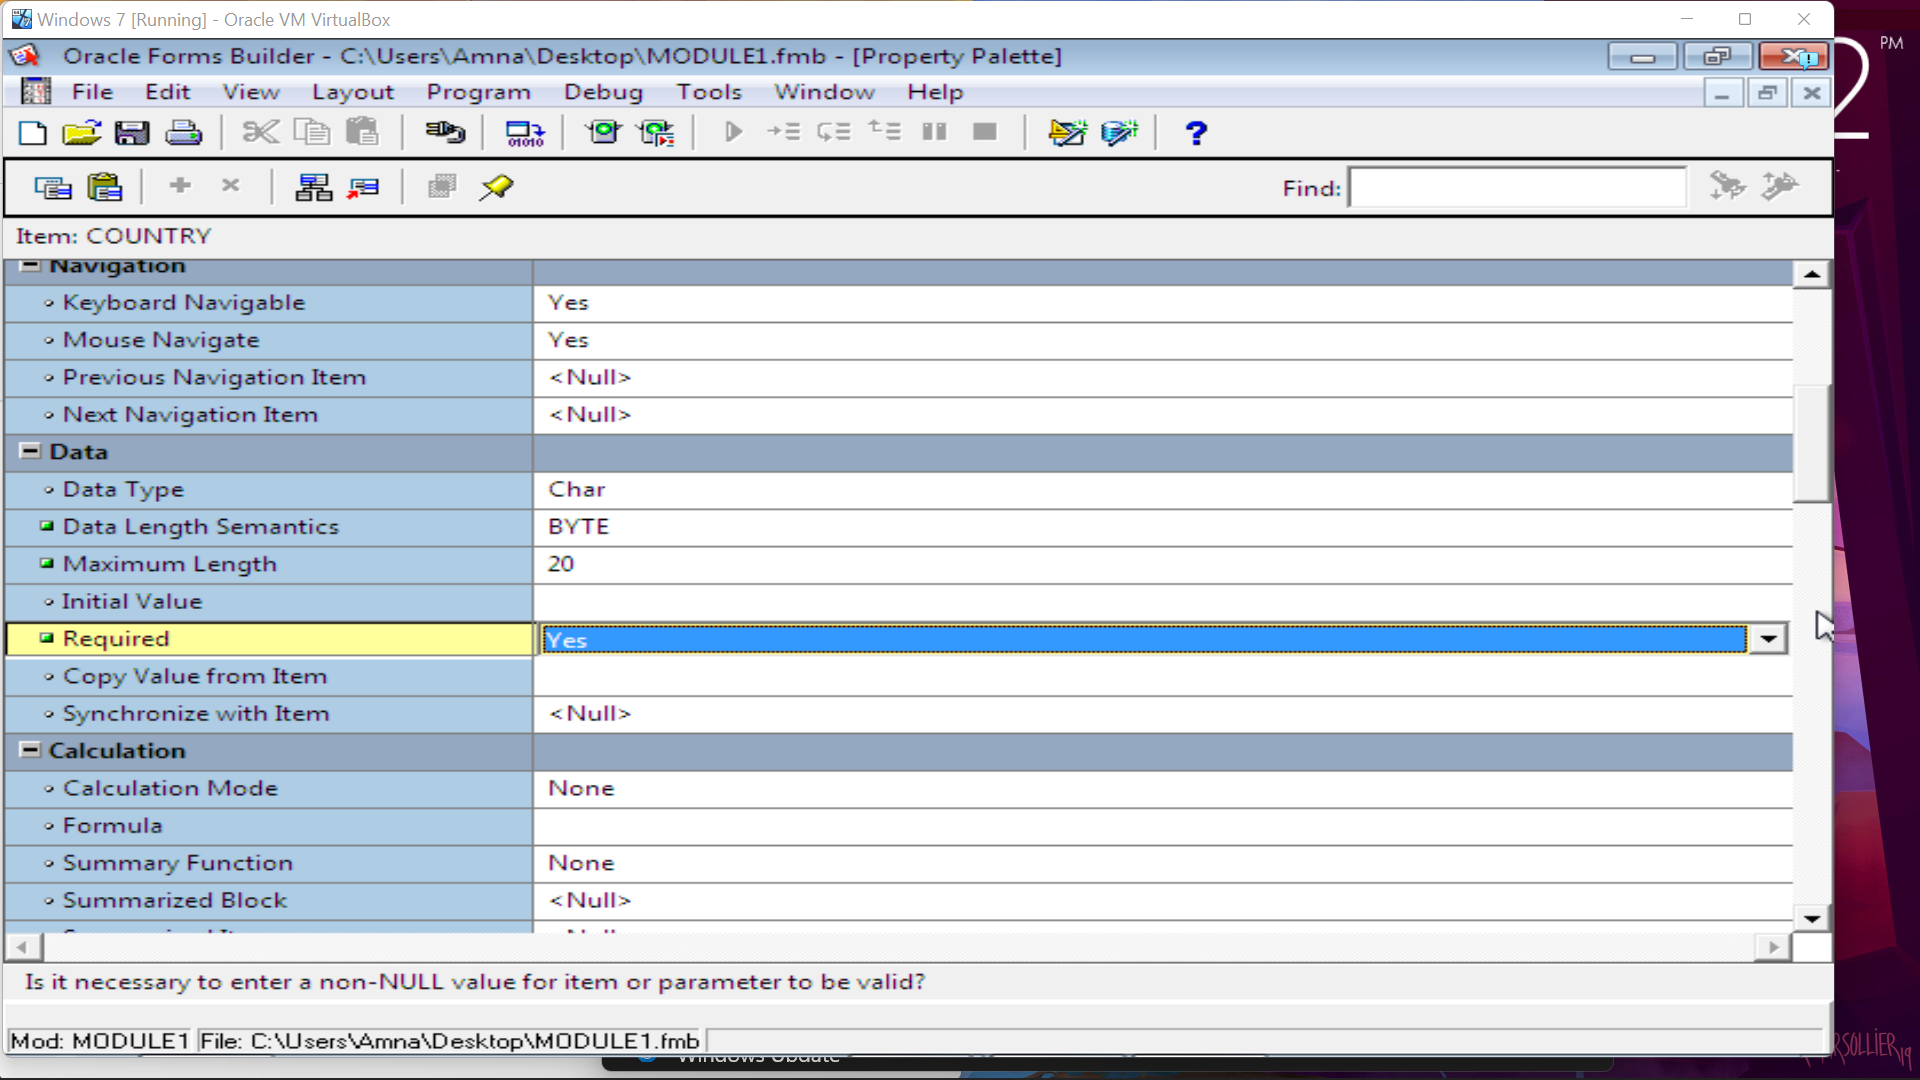 Windows 7 [Running] - Oracle VM VirtualBox
PM
2
Oracle Forms Builder - C:\Users\Amna\Desktop\MODULE1.fmb - [Property Palette]
File Edit View Layout Program Debug Tools Window Help
01010
Find:
Item: COUNTRY
Navigation
Keyboard Navigable Yes
Mouse Navigate Yes
Previous Navigation Item <Null>
Next Navigation Item <Null>
Data
Data Type Char
Data Length Semantics BYTE
Maximum Length 20
Initial Value
Required Yes
Copy Value from Item
Synchronize with Item <Null>
Calculation
Calculation Mode None
Formula
Summary Function None
Summarized Block <Null>
Is it necessary to enter a non-NULL value for item or parameter to be valid?
Mod: MODULE1 File: C:\Users\Amna\Desktop\MODULE1.fmb
Windows Update